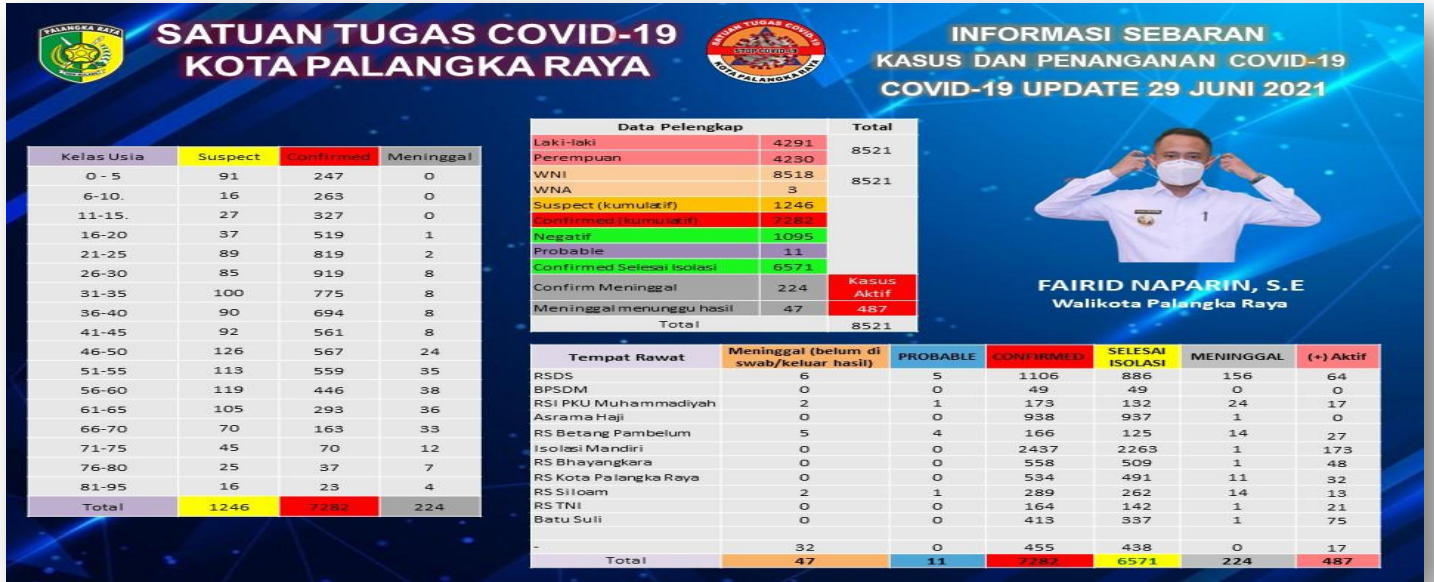 PALANGKA RAYA
SATUAN TUGAS COVID-19
KOTA PALANGKA RAYA
SATUAN TUGAS COVID-19
STOP COVID-19
KOTA PALANGKARAYA
INFORMASI SEBARAN
KASUS DAN PENANGANAN COVID-19
COVID-19 UPDATE 29 JUNI 2021
Kelas Usia Suspect Confirmed Meninggal
0 - 5 91 247 0
6-10. 16 263 0
11-15. 27 327 0
16-20 37 519 1
21-25 89 819 2
26-30 85 919 8
31-35 100 775 8
36-40 90 694 8
41-45 92 561 8
46-50 126 567 24
51-55 113 559 35
56-60 119 446 38
61-65 105 293 36
66-70 70 163 33
71-75 45 70 12
76-80 25 37 7
81-95 16 23 4
Total 1246 7282 224
Data Pelengkap Total
Laki-laki 4291 8521
Perempuan 4230
WNI 8518 8521
WNA 3
Suspect (kumulatif) 1246
Confirmed (kumulatif) 7282
Negatif 1095
Probable 11
Confirmed Selesai Isolasi 6571
Confirm Meninggal 224 Kasus Aktif
Meninggal menunggu hasil 47 487
Total 8521
FAIRID NAPARIN, S.E
Walikota Palangka Raya
Tempat Rawat Meninggal (belum di swab/keluar hasil) PROBABLE CONFIRMED SELESAI ISOLASI MENINGGAL (+) Aktif
RSDS 6 5 1106 886 156 64
BPSDM 0 0 49 49 0 0
RSI PKU Muhammadiyah 2 1 173 132 24 17
Asrama Haji 0 0 938 937 1 0
RS Betang Pambelum 5 4 166 125 14 27
Isolasi Mandiri 0 0 2437 2263 1 173
RS Bhayangkara 0 0 558 509 1 48
RS Kota Palangka Raya 0 0 534 491 11 32
RS Siloam 2 1 289 262 14 13
RS TNI 0 0 164 142 1 21
Batu Suli 0 0 413 337 1 75
- 32 0 455 438 0 17
Total 47 11 7282 6571 224 487